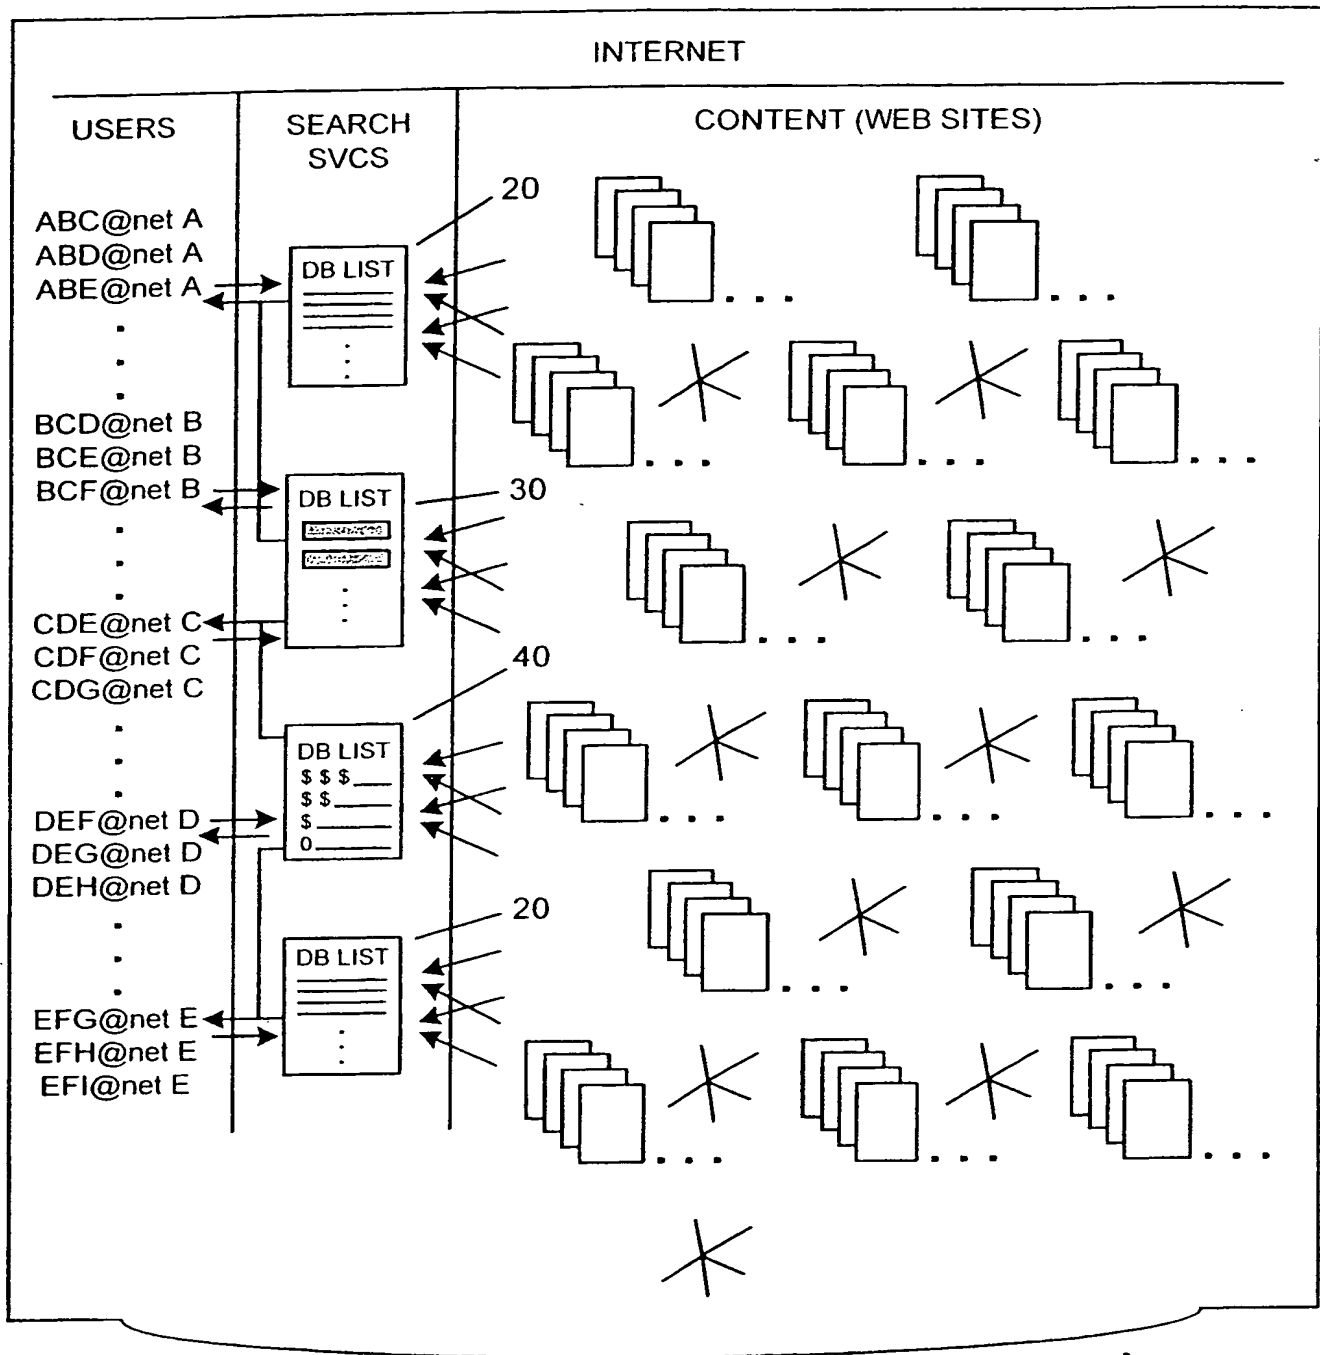 INTERNET
USERS
SEARCH
SVCS
CONTENT (WEB SITES)
ABC@net A
ABD@net A
ABE@net A
BCD@net B
BCE@net B
BCF@net B
CDE@net C
CDF@net C
CDG@net C
DEF@net D
DEG@net D
DEH@net D
EFG@net E
EFH@net E
EFI@net E
20
DB LIST
30
DB LIST
40
DB LIST
$ $ $
$ $
$
0
20
DB LIST